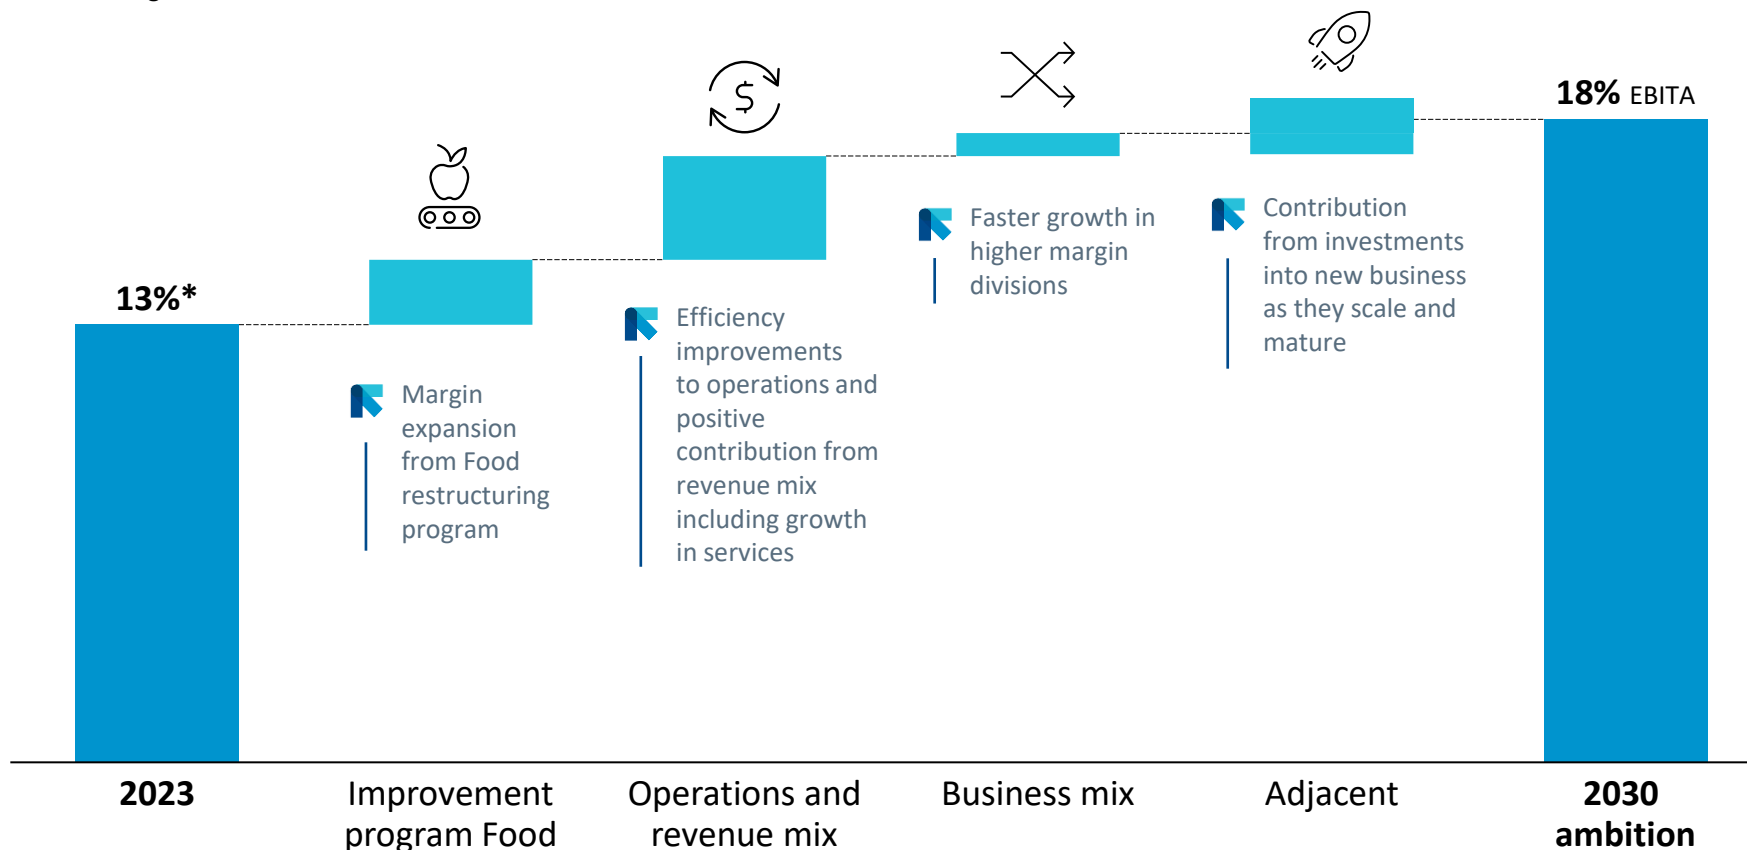 18% EBITA
13%*
Margin
expansion
from Food
restructuring
program
Efficiency
improvements
to operations and
positive
contribution from
revenue mix
including growth
in services
Faster growth in
higher margin
divisions
Contribution
from investments
into new business
as they scale and
mature
2023
Improvement
program Food
Operations and
revenue mix
Business mix
Adjacent
2030
ambition